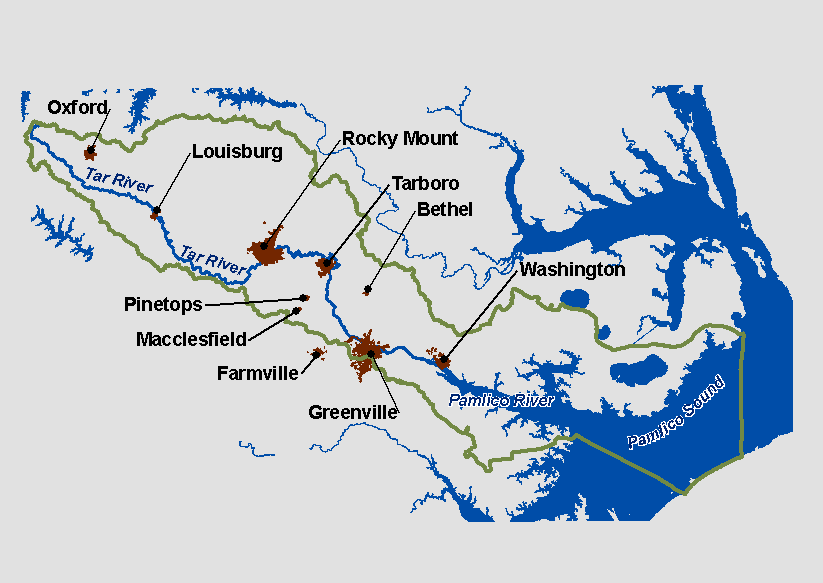 Oxford
Louisburg
Rocky Mount
Tar River
Tarboro
Bethel
Tar River
Washington
Pinetops
Macclesfield
Farmville
Greenville
Pamlico River
Pamlico Sound